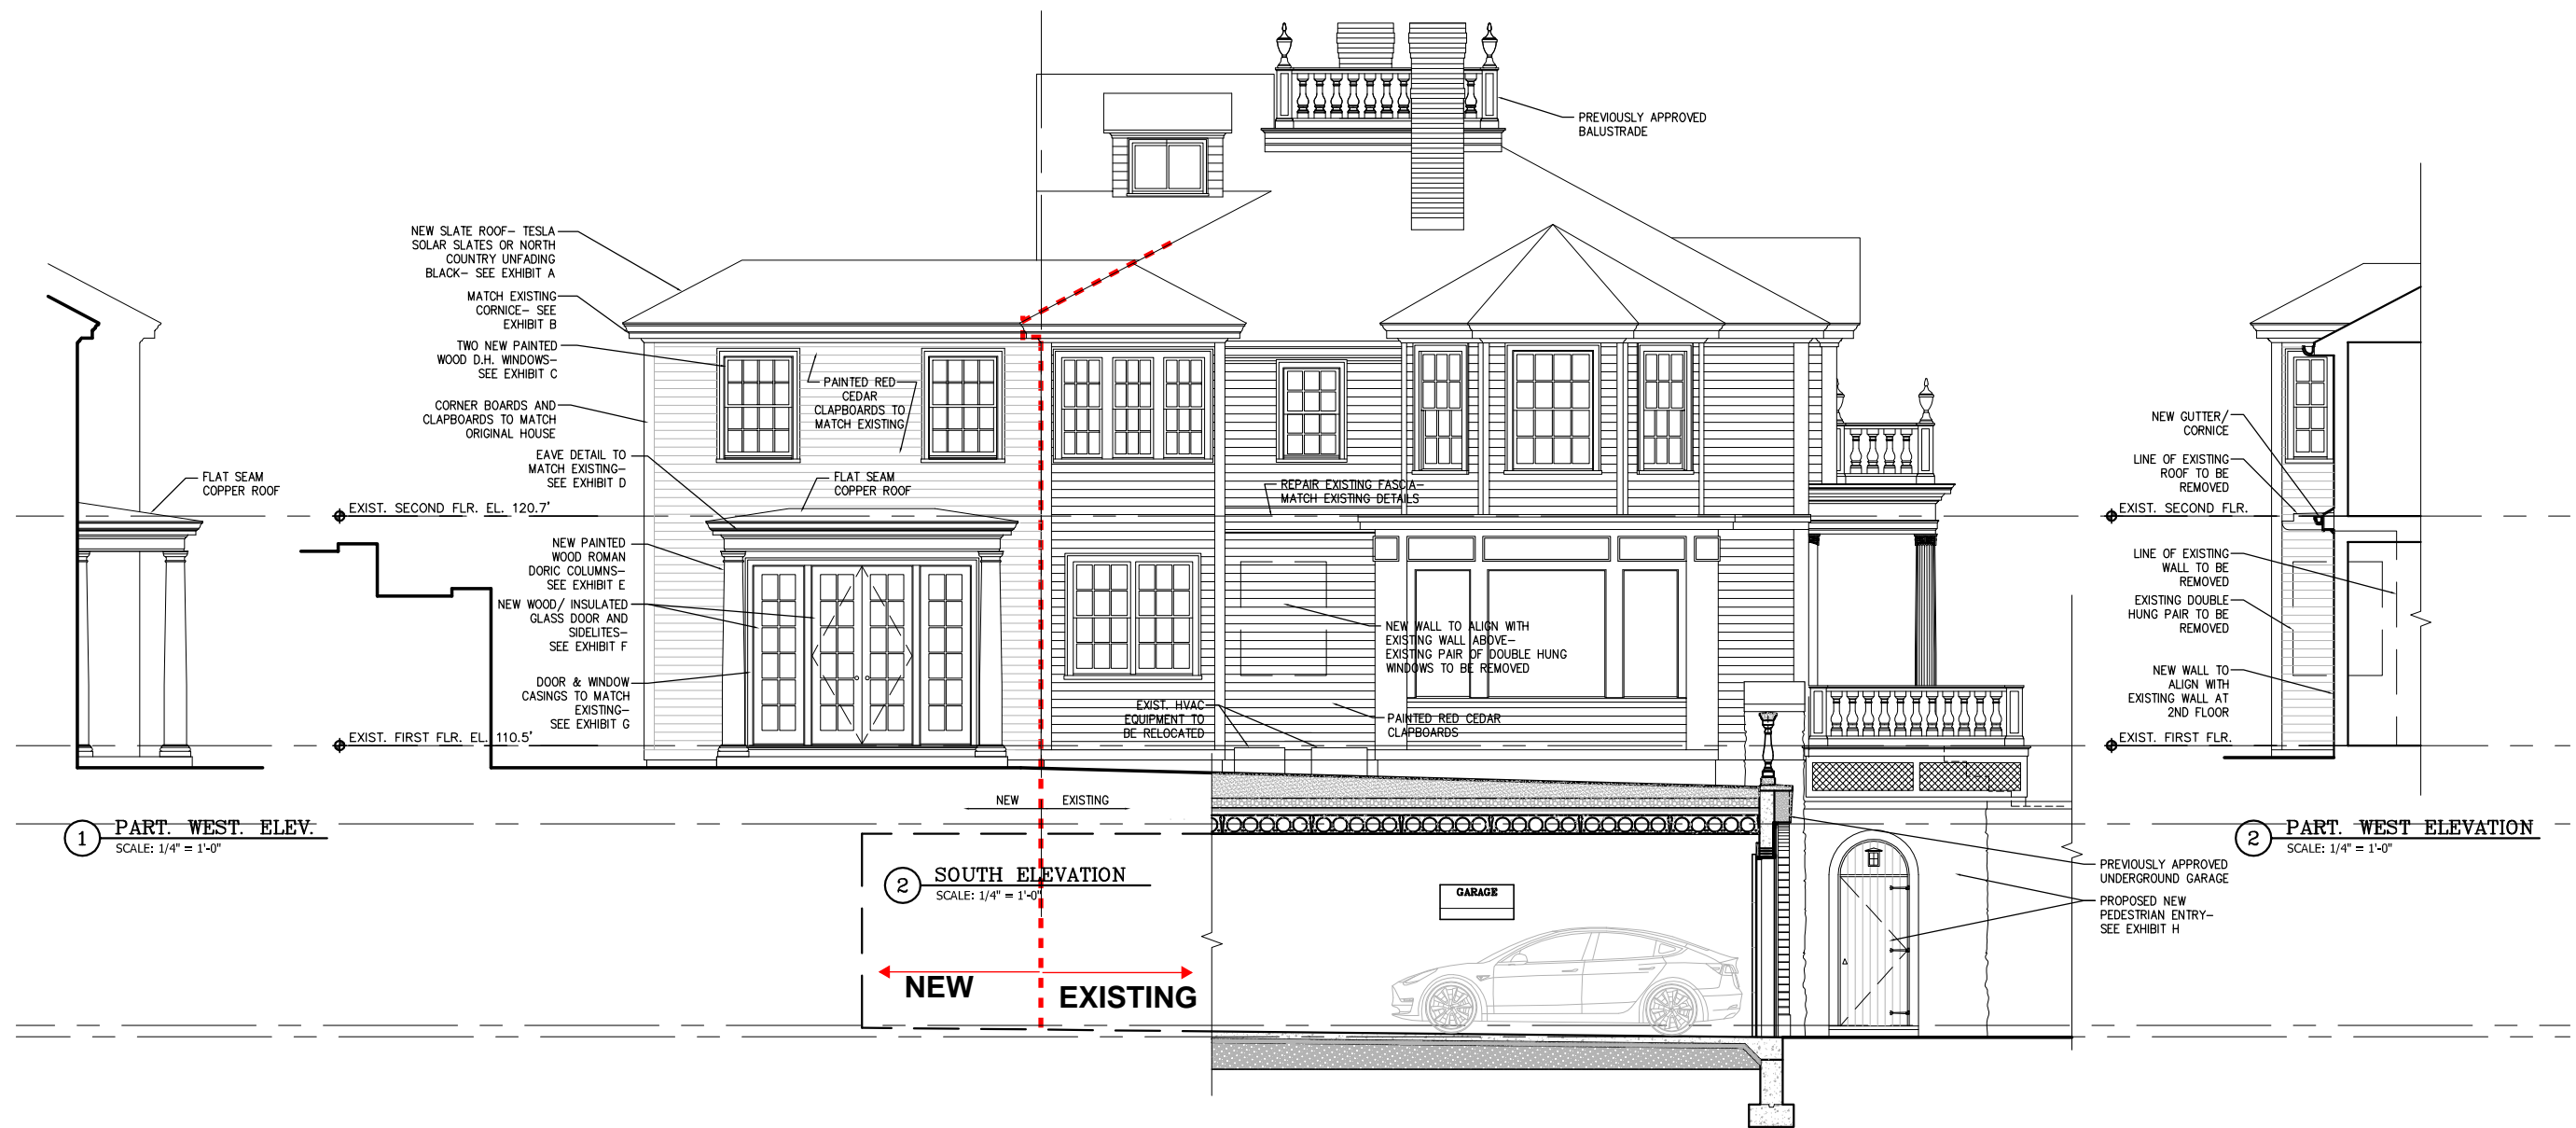 PREVIOUSLY APPROVED
BALUSTRADE
NEW SLATE ROOF– TESLA
SOLAR SLATES OR NORTH
COUNTRY UNFADING
BLACK– SEE EXHIBIT A
MATCH EXISTING
CORNICE– SEE
EXHIBIT B
TWO NEW PAINTED
WOOD D.H. WINDOWS–
SEE EXHIBIT C
CORNER BOARDS AND
CLAPBOARDS TO MATCH
ORIGINAL HOUSE
EAVE DETAIL TO
MATCH EXISTING–
SEE EXHIBIT D
PAINTED RED
CEDAR
CLAPBOARDS TO
MATCH EXISTING
FLAT SEAM
COPPER ROOF
FLAT SEAM
COPPER ROOF
REPAIR EXISTING FASCIA–
MATCH EXISTING DETAILS
EXIST. SECOND FLR. EL. 120.7'
NEW PAINTED
WOOD ROMAN
DORIC COLUMNS–
SEE EXHIBIT E
NEW WOOD/ INSULATED
GLASS DOOR AND
SIDELITES–
SEE EXHIBIT F
DOOR & WINDOW
CASINGS TO MATCH
EXISTING–
SEE EXHIBIT G
EXIST. FIRST FLR. EL. 110.5'
NEW WALL TO ALIGN WITH
EXISTING WALL ABOVE–
EXISTING PAIR OF DOUBLE HUNG
WINDOWS TO BE REMOVED
EXIST. HVAC
EQUIPMENT TO
BE RELOCATED
PAINTED RED CEDAR
CLAPBOARDS
NEW GUTTER/
CORNICE
LINE OF EXISTING
ROOF TO BE
REMOVED
EXIST. SECOND FLR.
LINE OF EXISTING
WALL TO BE
REMOVED
EXISTING DOUBLE
HUNG PAIR TO BE
REMOVED
NEW WALL TO
ALIGN WITH
EXISTING WALL AT
2ND FLOOR
EXIST. FIRST FLR.
NEW EXISTING
1 PART. WEST. ELEV.
SCALE: 1/4" = 1'-0"
2 SOUTH ELEVATION
SCALE: 1/4" = 1'-0"
2 PART. WEST ELEVATION
SCALE: 1/4" = 1'-0"
GARAGE
PREVIOUSLY APPROVED
UNDERGROUND GARAGE
PROPOSED NEW
PEDESTRIAN ENTRY–
SEE EXHIBIT H
NEW EXISTING